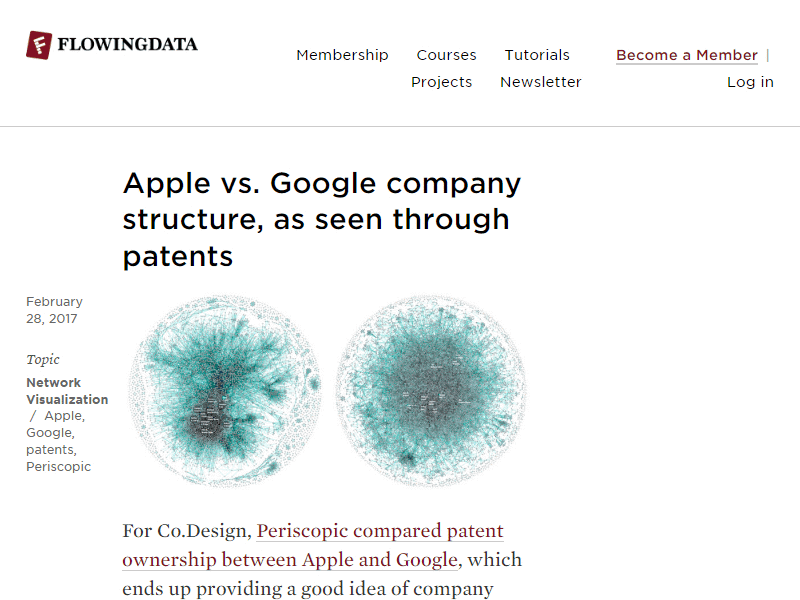 FLOWINGDATA
Membership Courses Tutorials
Projects Newsletter
Become a Member |
Log in
Apple vs. Google company
structure, as seen through
patents
February
28, 2017
Topic
Network
Visualization
/ Apple,
Google,
patents,
Periscopic
For Co.Design, Periscopic compared patent
ownership between Apple and Google, which
ends up providing a good idea of company